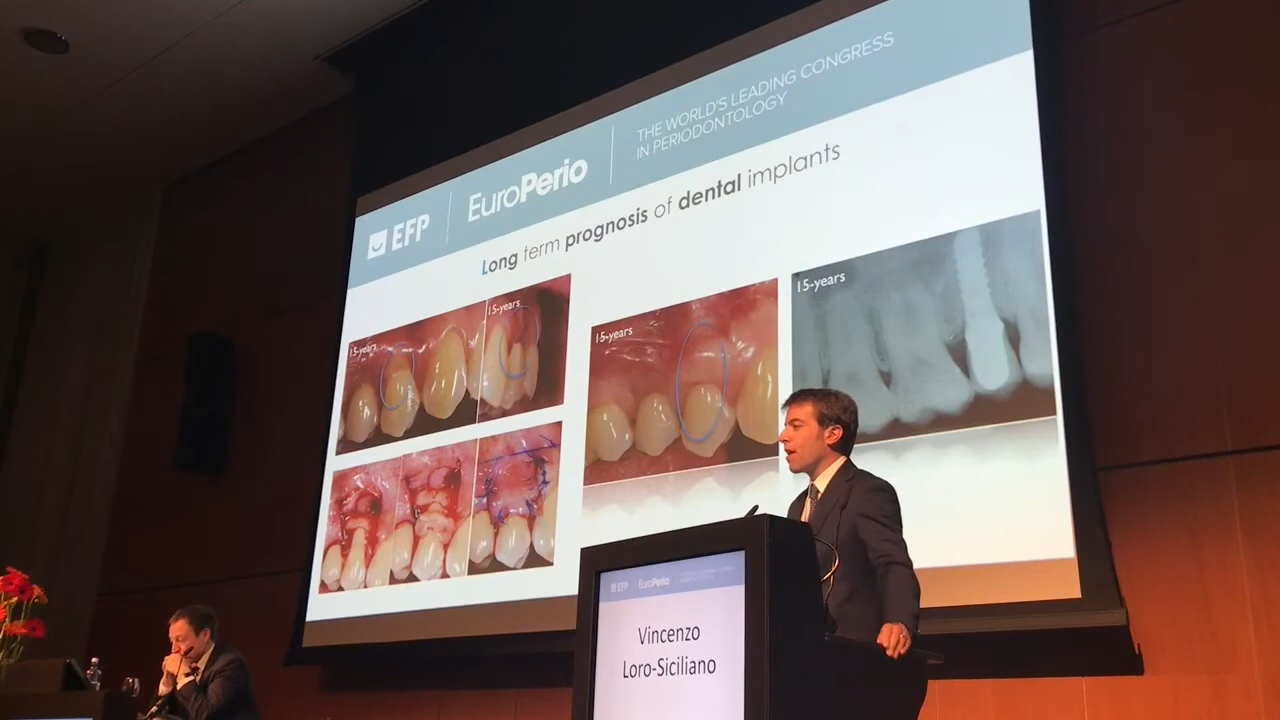 EFP
EuroPerio
THE WORLD'S LEADING CONGRESS
IN PERIODONTOLOGY
Long term prognosis of dental implants
15-years
15-years
15-years
15-years
EFP
EuroPerio
Vincenzo
Loro-Siciliano